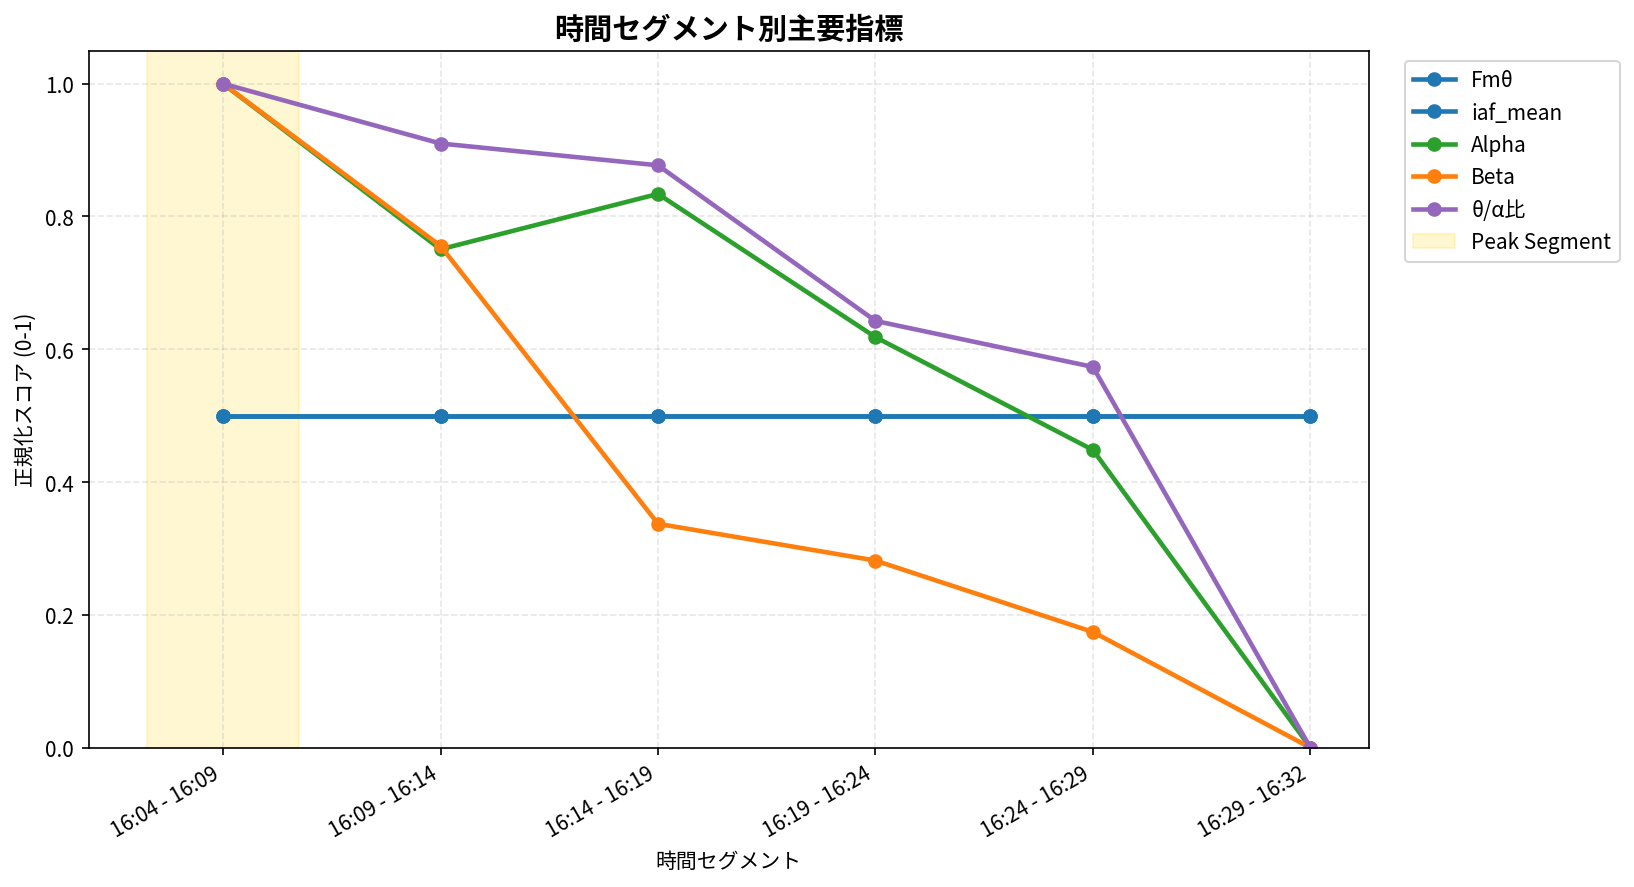 時間セグメント別主要指標
正規化スコア (0-1)
1.0
0.8
0.6
0.4
0.2
0.0
16:04 - 16:09
16:09 - 16:14
16:14 - 16:19
16:19 - 16:24
16:24 - 16:29
16:29 - 16:32
時間セグメント
Fmθ
iaf_mean
Alpha
Beta
θ/α比
Peak Segment